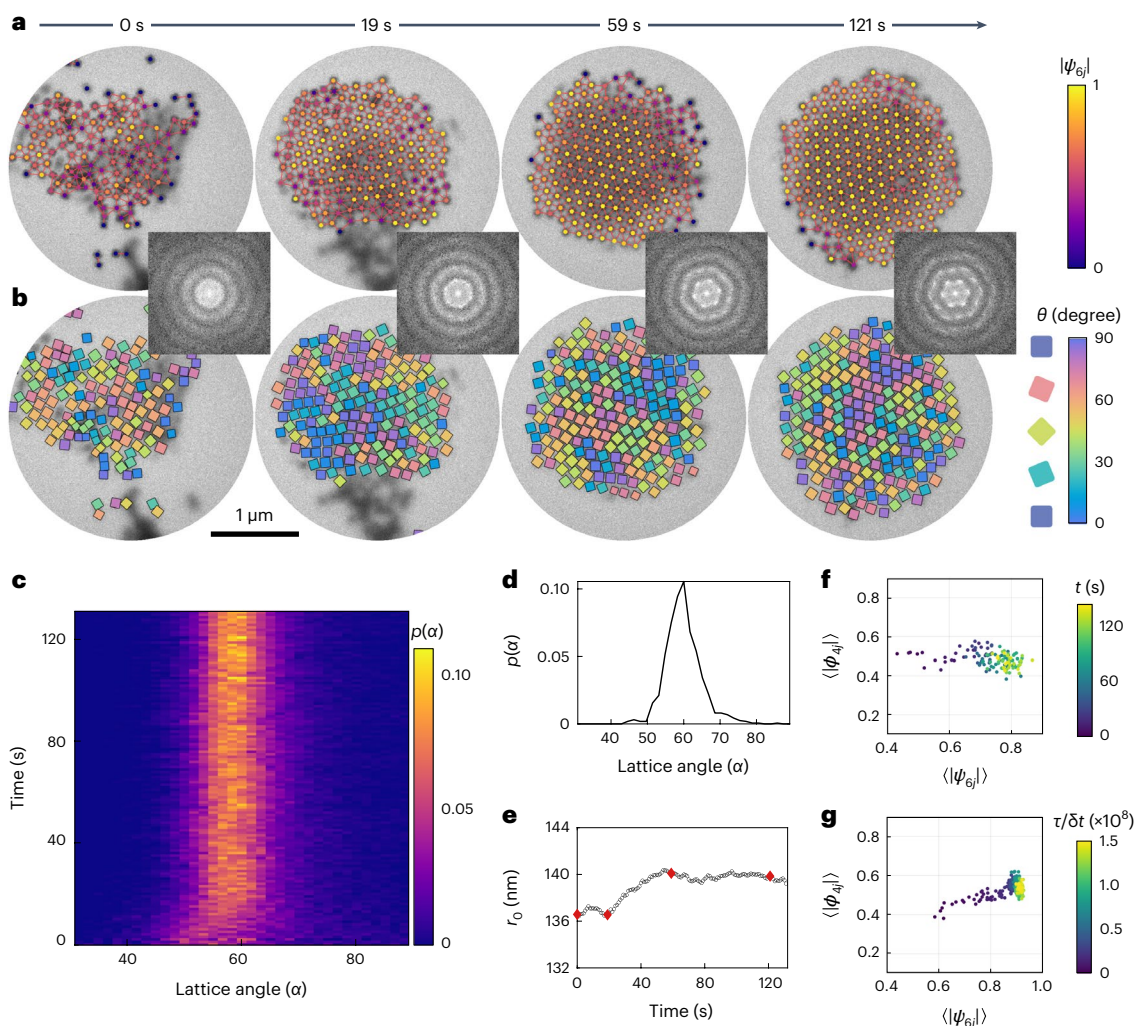 a
0 s 19 s 59 s 121 s
|ψ6j|
1
0
b
θ (degree)
90
60
30
0
1 µm
c
p(α)
120
80
40
0
Time (s)
0.10
0.05
0
40 60 80
Lattice angle (α)
d
0.10
0.05
0
p(α)
40 50 60 70 80
Lattice angle (α)
e
144
140
136
132
r0 (nm)
0 40 80 120
Time (s)
f
t (s)
0.8
0.6
0.4
0.2
⟨|ϕ4j|⟩
120
60
0
0.4 0.6 0.8
⟨|ψ6j|⟩
g
τ/δt (×10⁸)
0.8
0.6
0.4
0.2
⟨|ϕ4j|⟩
1.5
1.0
0.5
0
0.4 0.6 0.8 1.0
⟨|ψ6j|⟩